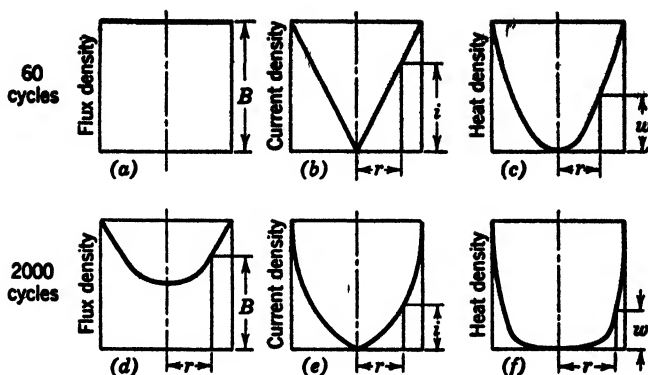 60
cycles
Flux density
B
(a)
Current density
i
r
(b)
Heat density
w
r
(c)
2000
cycles
Flux density
B
r
(d)
Current density
i
r
(e)
Heat density
w
r
(f)